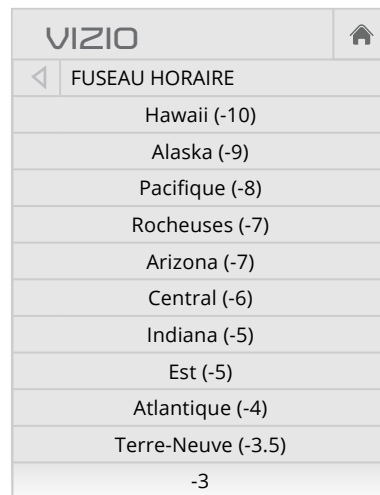 VIZIO
FUSEAU HORAIRE
Hawaii (-10)
Alaska (-9)
Pacifique (-8)
Rocheuses (-7)
Arizona (-7)
Central (-6)
Indiana (-5)
Est (-5)
Atlantique (-4)
Terre-Neuve (-3.5)
-3